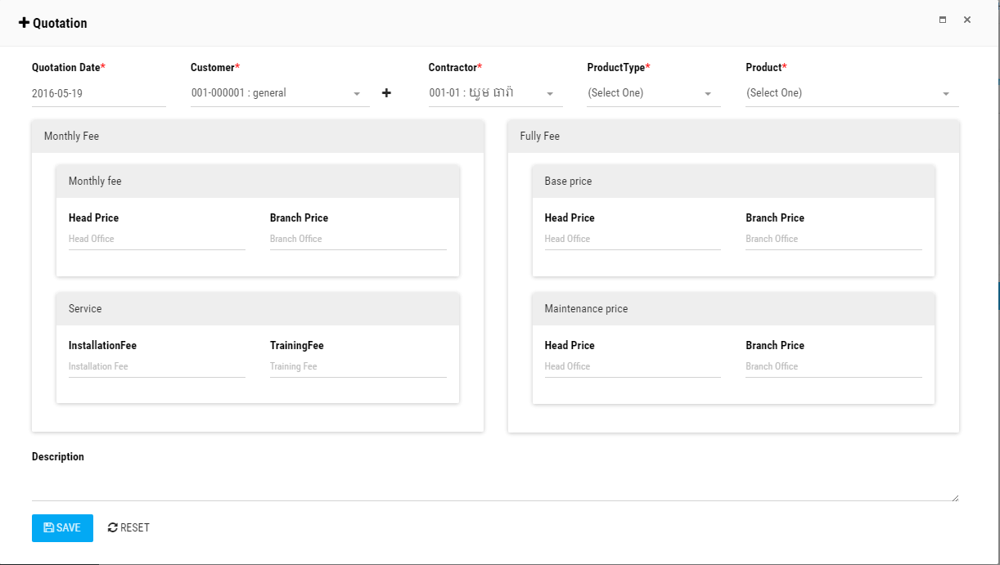 Quotation
Quotation Date* Customer* Contractor* ProductType* Product*
2016-05-19 001-000001 : general 001-01 : យួម ធារ៉ា (Select One) (Select One)
Monthly Fee Fully Fee
Monthly fee Base price
Head Price Branch Price Head Price Branch Price
Head Office Branch Office Head Office Branch Office
Service Maintenance price
InstallationFee TrainingFee Head Price Branch Price
Installation Fee Training Fee Head Office Branch Office
Description
SAVE RESET